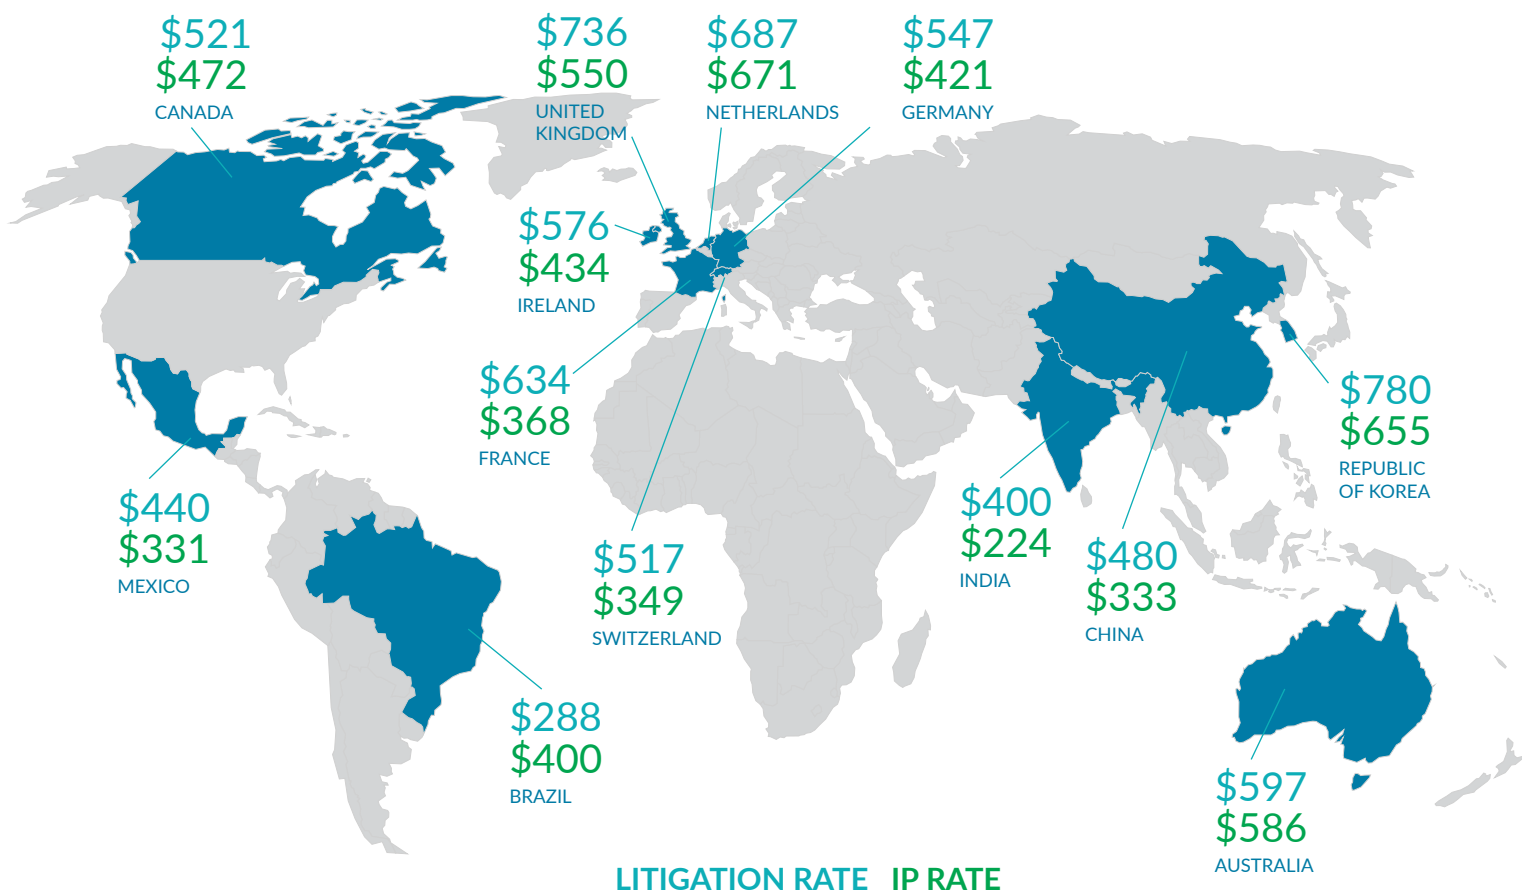 $521
$472
CANADA
$736
$550
UNITED
KINGDOM
$687
$671
NETHERLANDS
$547
$421
GERMANY
$576
$434
IRELAND
$634
$368
FRANCE
$780
$655
REPUBLIC
OF KOREA
$440
$331
MEXICO
$517
$349
SWITZERLAND
$400
$224
INDIA
$480
$333
CHINA
$288
$400
BRAZIL
$597
$586
AUSTRALIA
LITIGATION RATE IP RATE